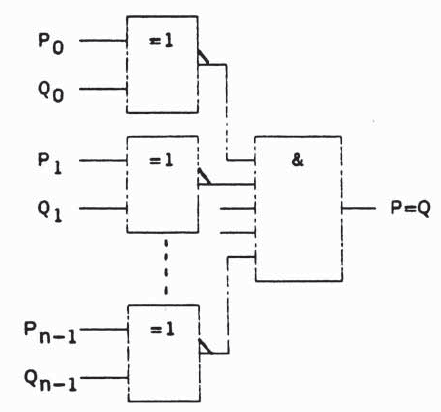 P0 =1
Q0
P1 =1 &
Q1 P=Q
Pn-1 =1
Qn-1